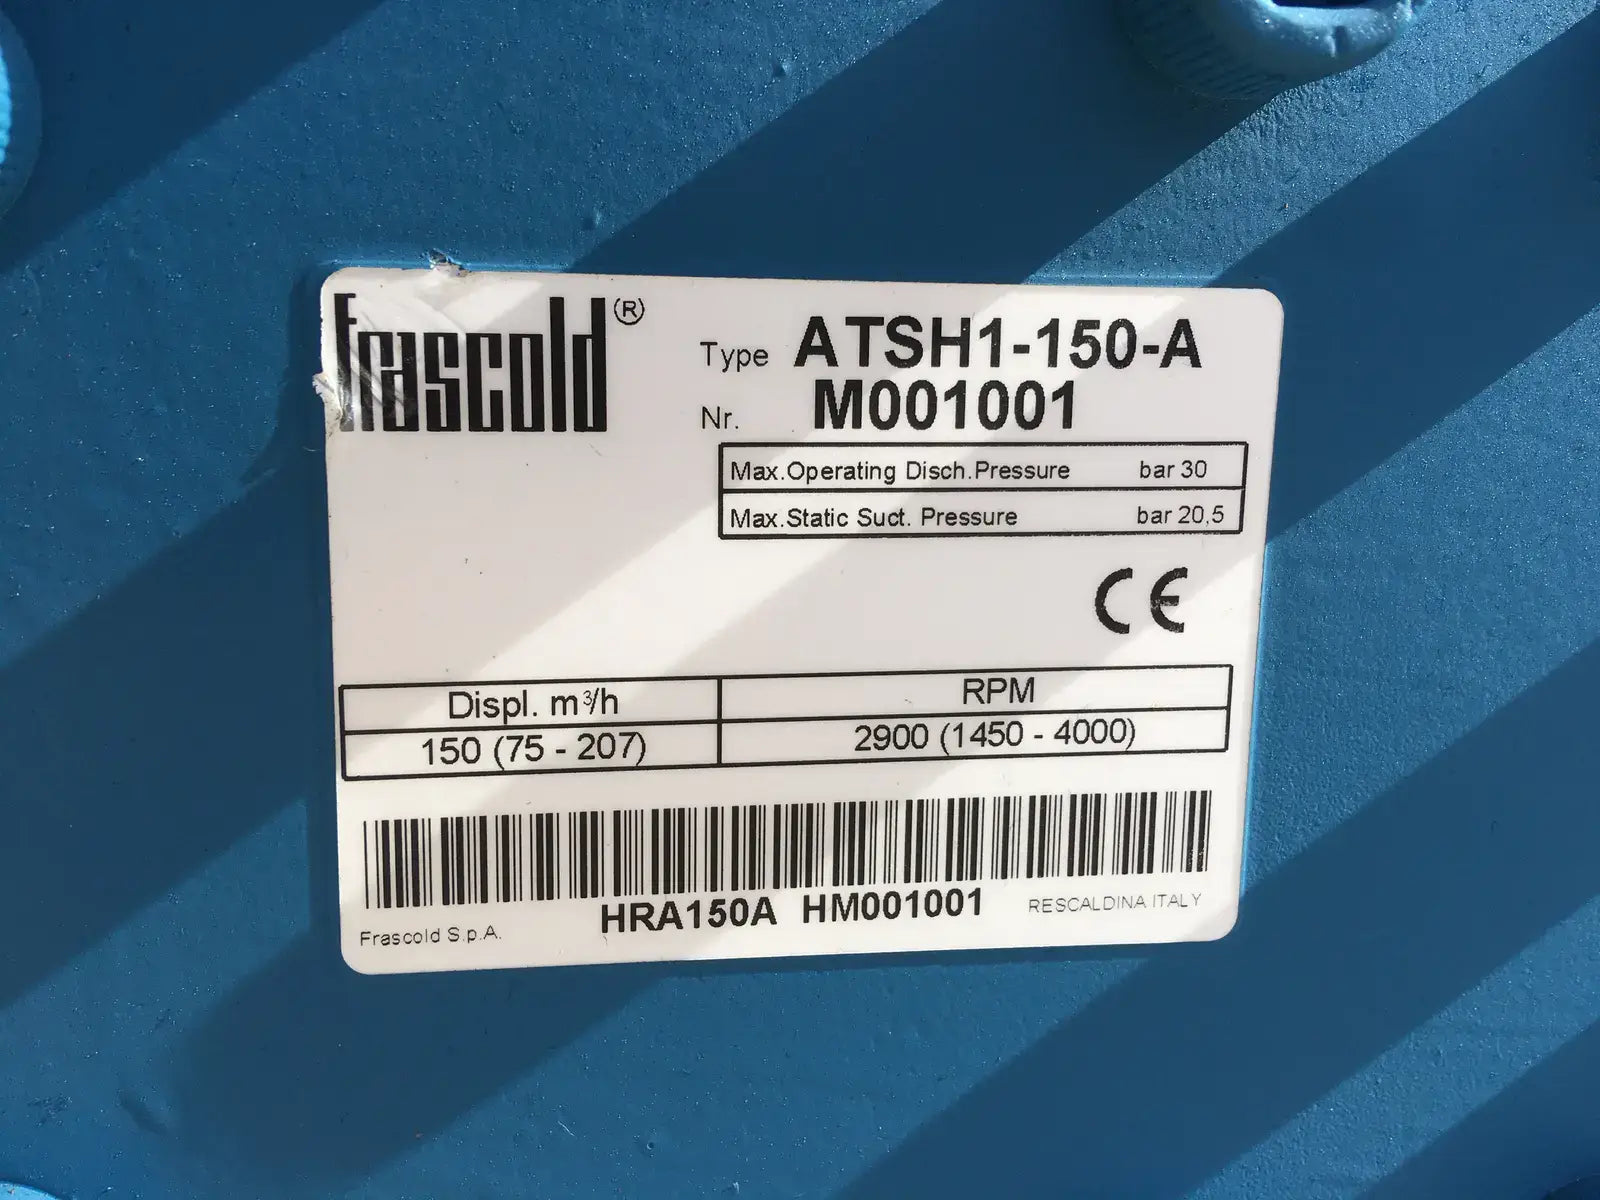 frascold®
Type ATSH1-150-A
Nr. M001001
Max.Operating Disch.Pressure bar 30
Max.Static Suct. Pressure bar 20,5
CE
Displ. m³/h RPM
150 (75 - 207) 2900 (1450 - 4000)
HRA150A HM001001
Frascold S.p.A. RESCALDINA ITALY